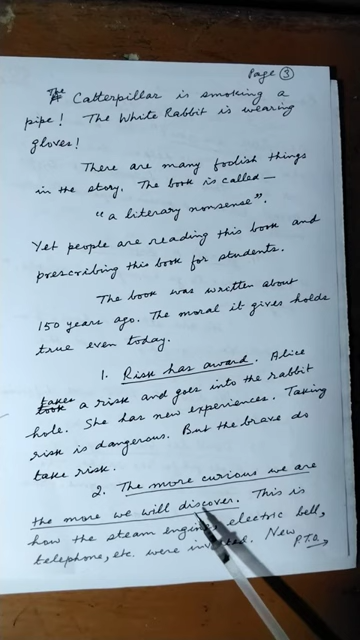 Page 3
The Catterpillar is smoking a
pipe! The White Rabbit is wearing
gloves!
There are many foolish things
in the story. The book is called—
"a literary nonsense".
Yet people are reading this book and
prescribing this book for students.
The book was written about
150 years ago. The moral it gives holds
true even today.
1. Risk has award. Alice
takes a risk and goes into the rabbit
hole. She has new experiences. Taking
risk is dangerous. But the brave do
take risk.
2. The more curious we are
the more we will discover. This is
how the steam engine, electric bell,
telephone, etc. were invented. New
P.T.O.